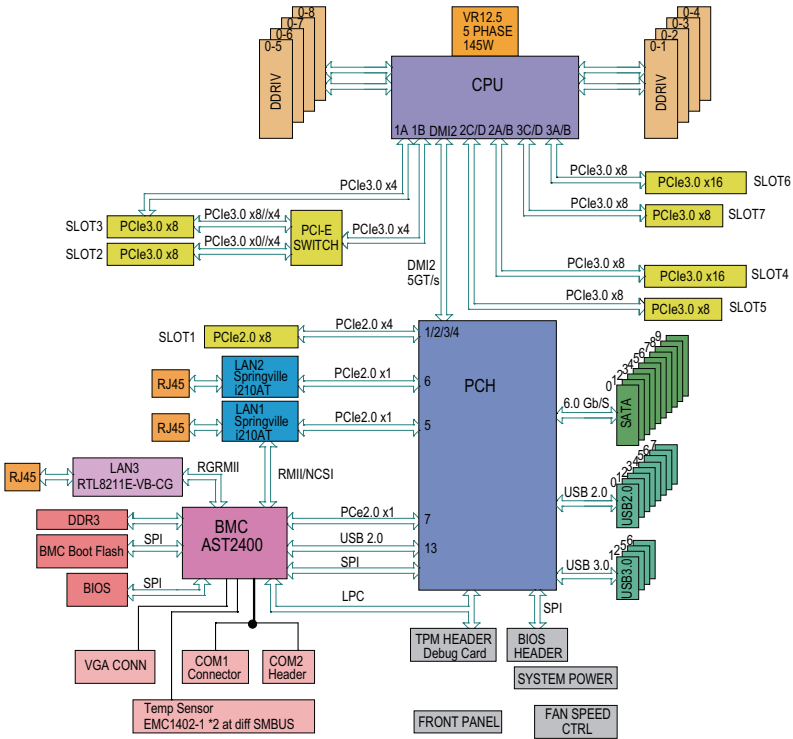 0-8
0-7
0-6
0-5
DDRIV
VR12.5
5 PHASE
145W
0-4
0-3
0-2
0-1
DDRIV
CPU
1A 1B DMI2 2C/D 2A/B 3C/D 3A/B
PCIe3.0 x4
PCIe3.0 x8
PCIe3.0 x16
SLOT6
PCIe3.0 x8
PCIe3.0 x8
SLOT7
SLOT3
PCIe3.0 x8
PCIe3.0 x8//x4
PCI-E
SWITCH
PCIe3.0 x4
SLOT2
PCIe3.0 x8
PCIe3.0 x0//x4
DMI2
5GT/s
PCIe3.0 x8
PCIe3.0 x16
SLOT4
PCIe3.0 x8
PCIe3.0 x8
SLOT5
SLOT1
PCIe2.0 x8
PCIe2.0 x4
1/2/3/4
PCH
RJ45
LAN2
Springville
i210AT
PCIe2.0 x1
6
RJ45
LAN1
Springville
i210AT
PCIe2.0 x1
5
6.0 Gb/S
0123456789
SATA
RJ45
LAN3
RTL8211E-VB-CG
RGRMII
RMII/NCSI
USB 2.0
01234567
USB2.0
DDR3
BMC
AST2400
PCe2.0 x1
7
BMC Boot Flash
SPI
USB 2.0
13
SPI
USB 3.0
1256
USB3.0
BIOS
SPI
LPC
SPI
VGA CONN
COM1
Connector
COM2
Header
TPM HEADER
Debug Card
BIOS
HEADER
SYSTEM POWER
Temp Sensor
EMC1402-1 *2 at diff SMBUS
FRONT PANEL
FAN SPEED
CTRL